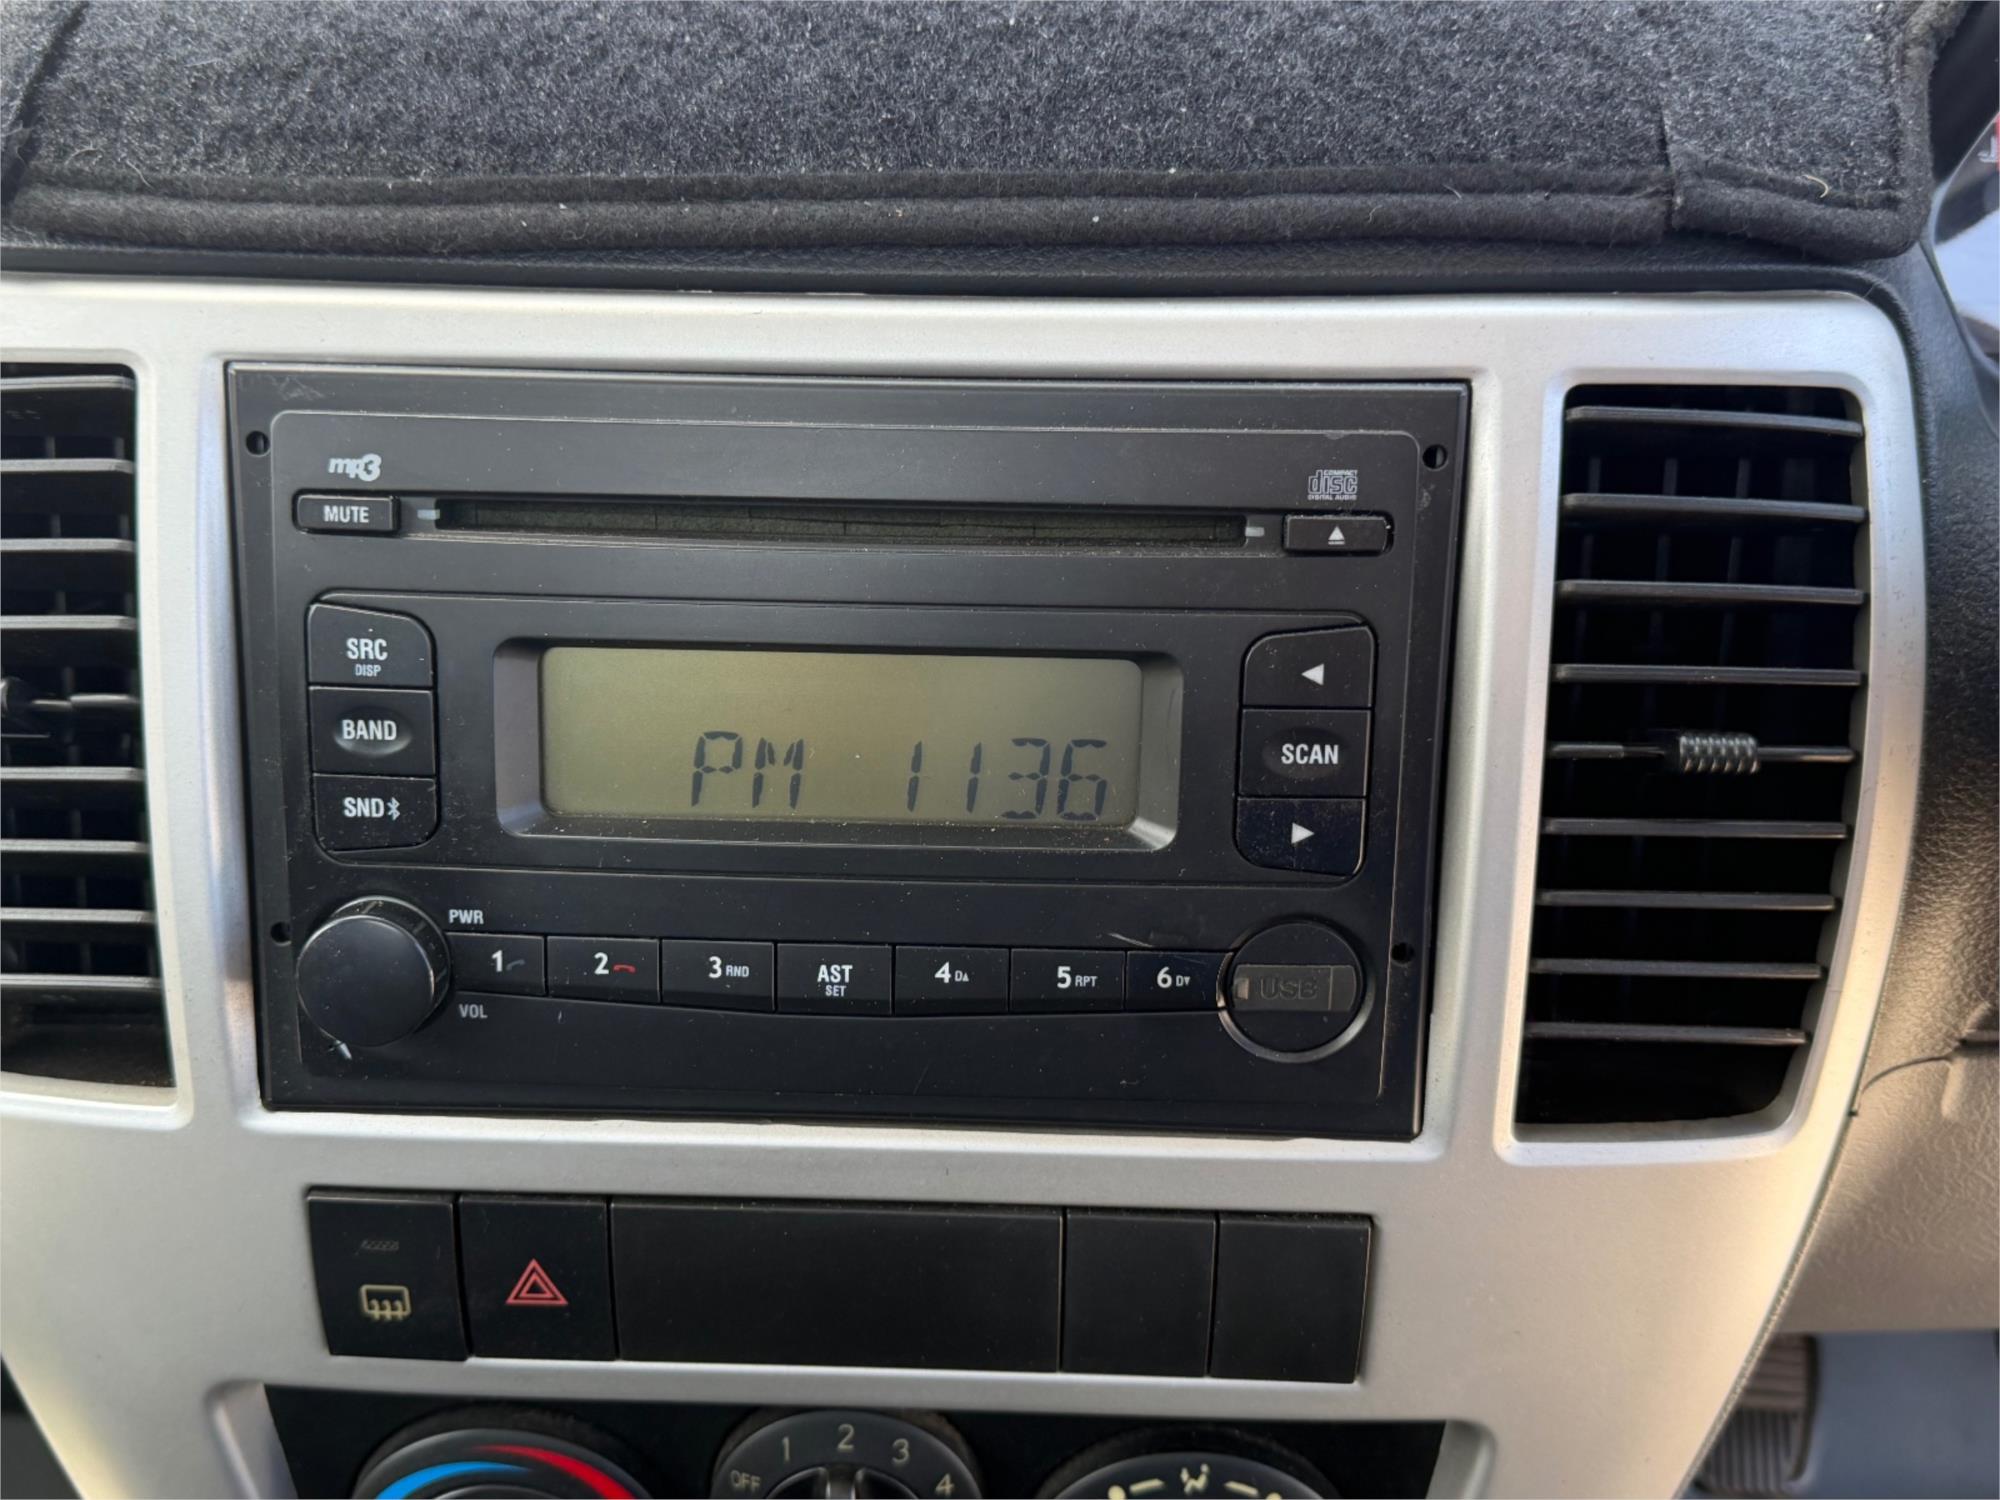 mp3
COMPACT
disc
DIGITAL AUDIO
MUTE
SRC
DISP
BAND
SND
PM 1136
SCAN
PWR
VOL
1
2
3 RND
AST
SET
4 D▲
5 RPT
6 D▼
USB
OFF 1 2 3 4